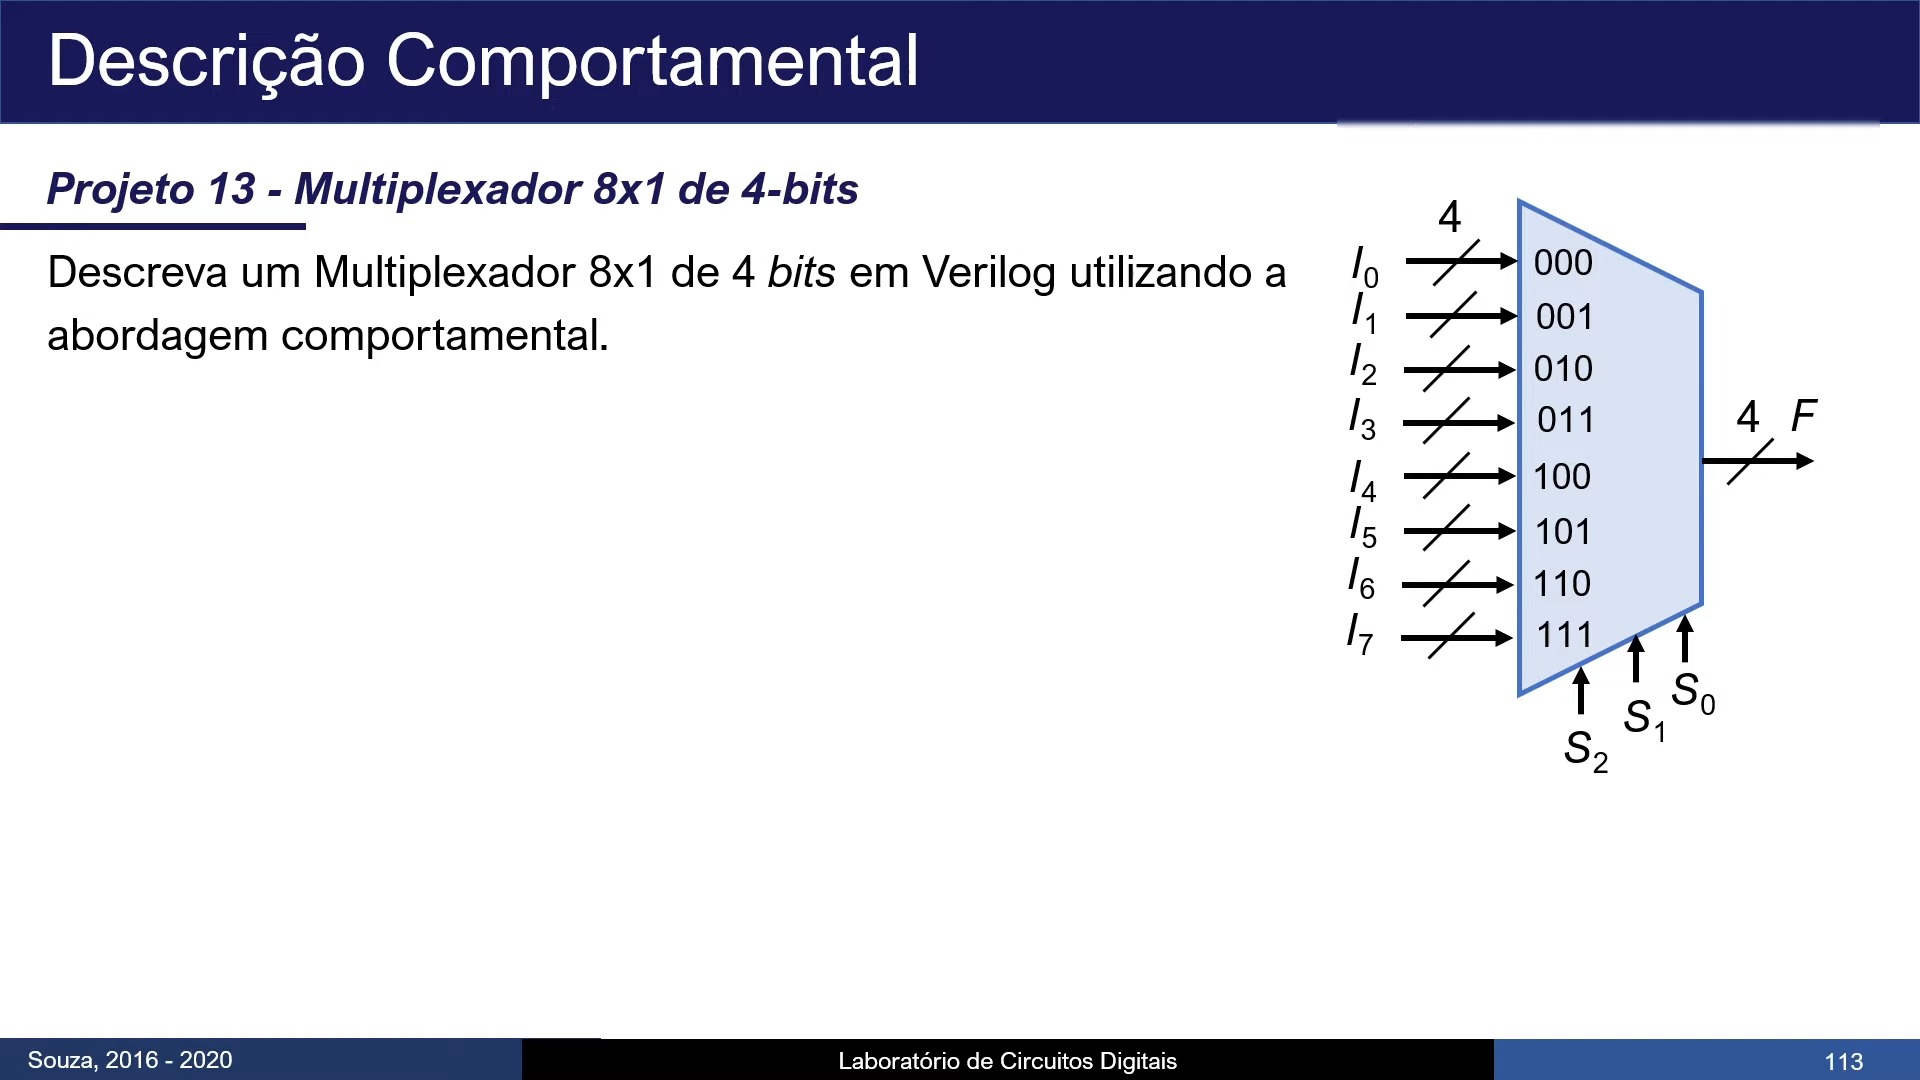 Descrição Comportamental
Projeto 13 - Multiplexador 8x1 de 4-bits
Descreva um Multiplexador 8x1 de 4 bits em Verilog utilizando a
abordagem comportamental.
4
I0 000
I1 001
I2 010
I3 011
4 F
I4 100
I5 101
I6 110
I7 111
S0
S1
S2
Souza, 2016 - 2020
Laboratório de Circuitos Digitais
113